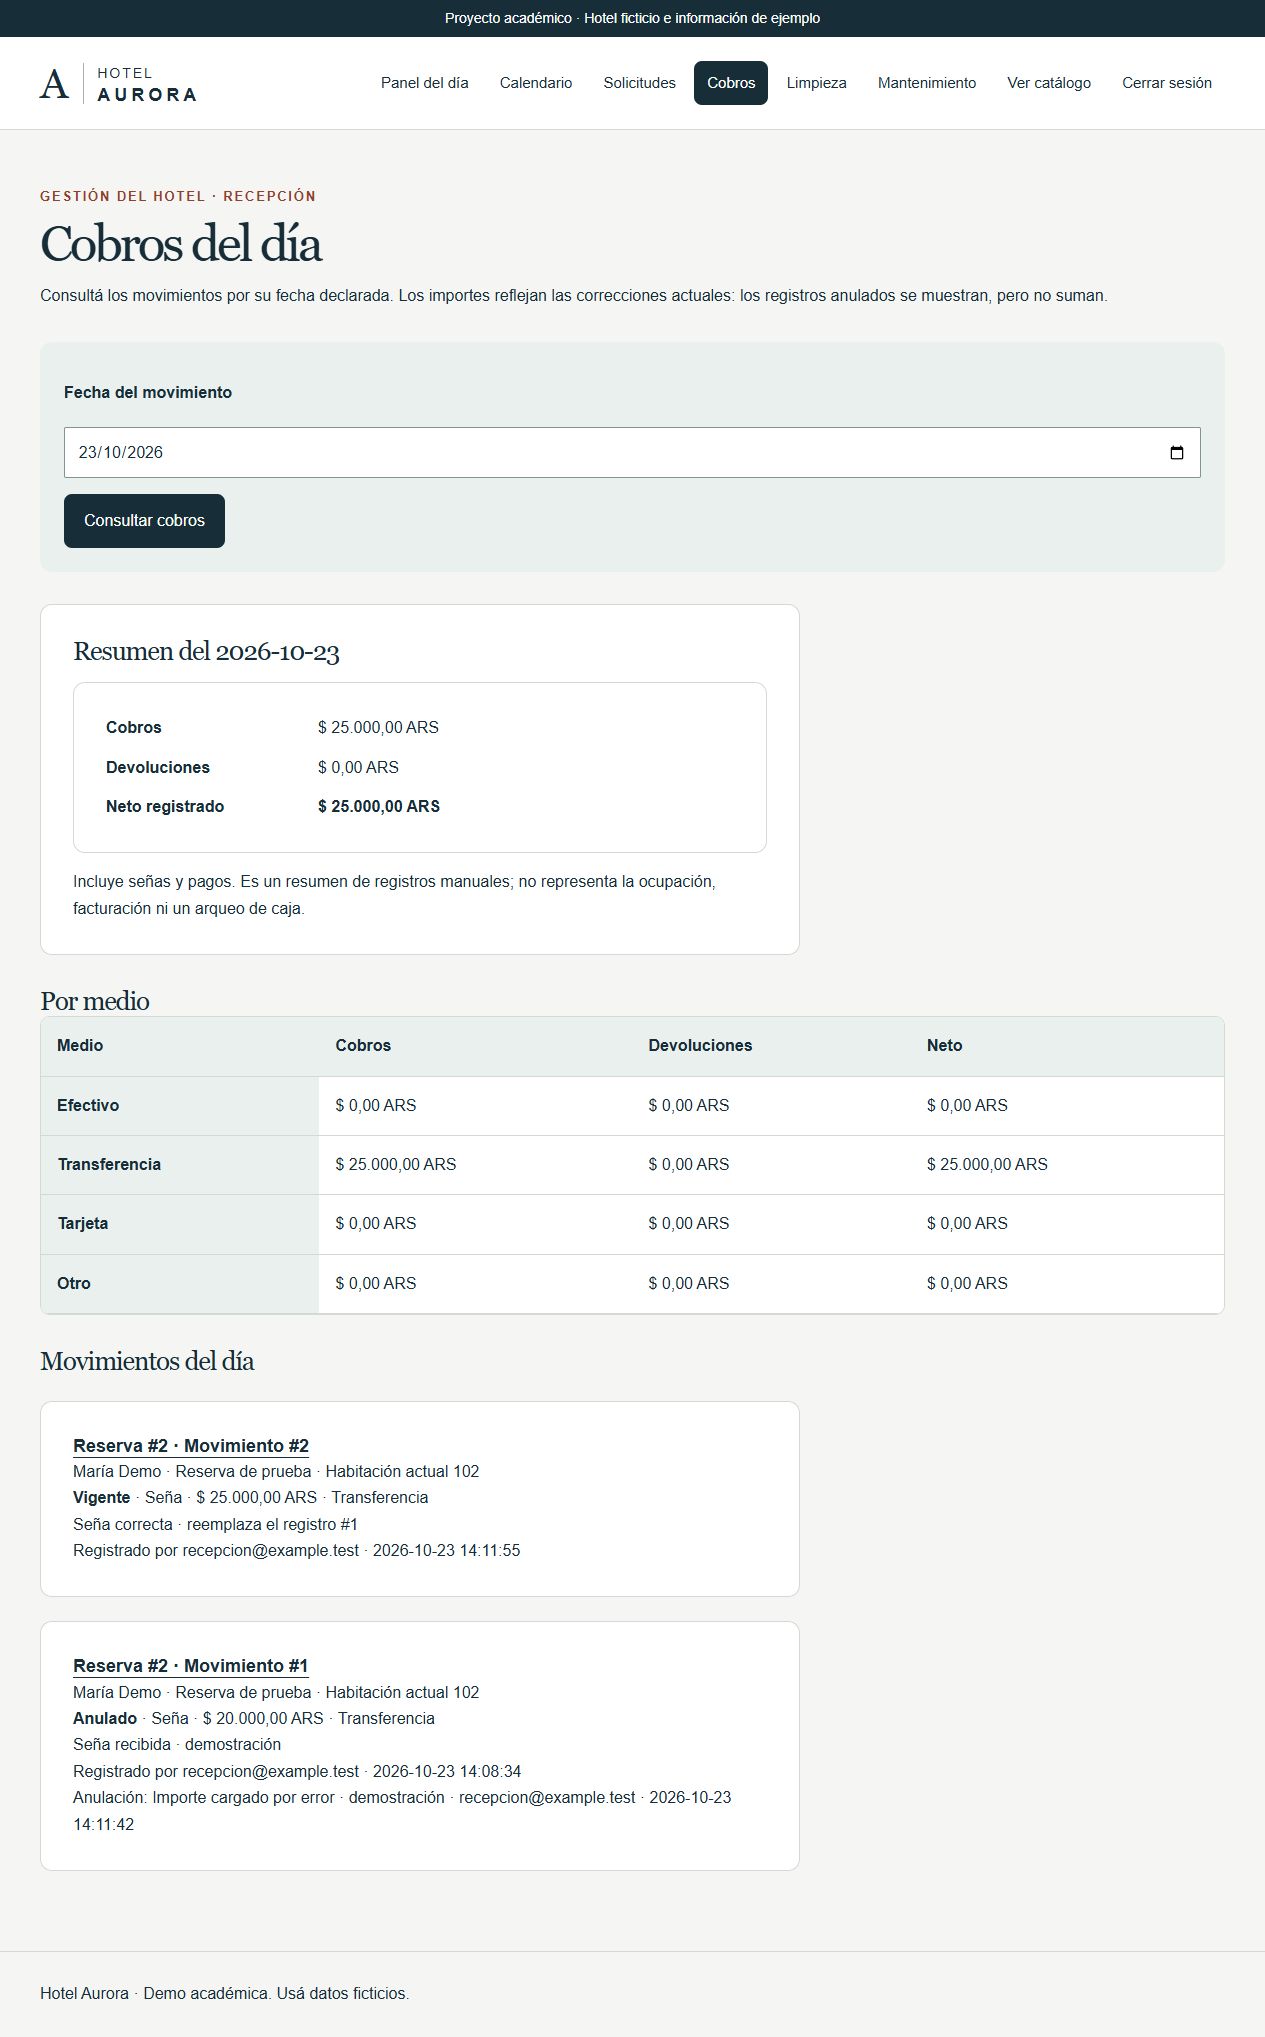 Proyecto académico · Hotel ficticio e información de ejemplo
A HOTEL AURORA
Panel del día Calendario Solicitudes Cobros Limpieza Mantenimiento Ver catálogo Cerrar sesión
GESTIÓN DEL HOTEL · RECEPCIÓN
Cobros del día
Consultá los movimientos por su fecha declarada. Los importes reflejan las correcciones actuales: los registros anulados se muestran, pero no suman.
Fecha del movimiento
23/10/2026
Consultar cobros
Resumen del 2026-10-23
Cobros $ 25.000,00 ARS
Devoluciones $ 0,00 ARS
Neto registrado $ 25.000,00 ARS
Incluye señas y pagos. Es un resumen de registros manuales; no representa la ocupación,
facturación ni un arqueo de caja.
Por medio
Medio Cobros Devoluciones Neto
Efectivo $ 0,00 ARS $ 0,00 ARS $ 0,00 ARS
Transferencia $ 25.000,00 ARS $ 0,00 ARS $ 25.000,00 ARS
Tarjeta $ 0,00 ARS $ 0,00 ARS $ 0,00 ARS
Otro $ 0,00 ARS $ 0,00 ARS $ 0,00 ARS
Movimientos del día
Reserva #2 · Movimiento #2
María Demo · Reserva de prueba · Habitación actual 102
Vigente · Seña · $ 25.000,00 ARS · Transferencia
Seña correcta · reemplaza el registro #1
Registrado por recepcion@example.test · 2026-10-23 14:11:55
Reserva #2 · Movimiento #1
María Demo · Reserva de prueba · Habitación actual 102
Anulado · Seña · $ 20.000,00 ARS · Transferencia
Seña recibida · demostración
Registrado por recepcion@example.test · 2026-10-23 14:08:34
Anulación: Importe cargado por error · demostración · recepcion@example.test · 2026-10-23
14:11:42
Hotel Aurora · Demo académica. Usá datos ficticios.